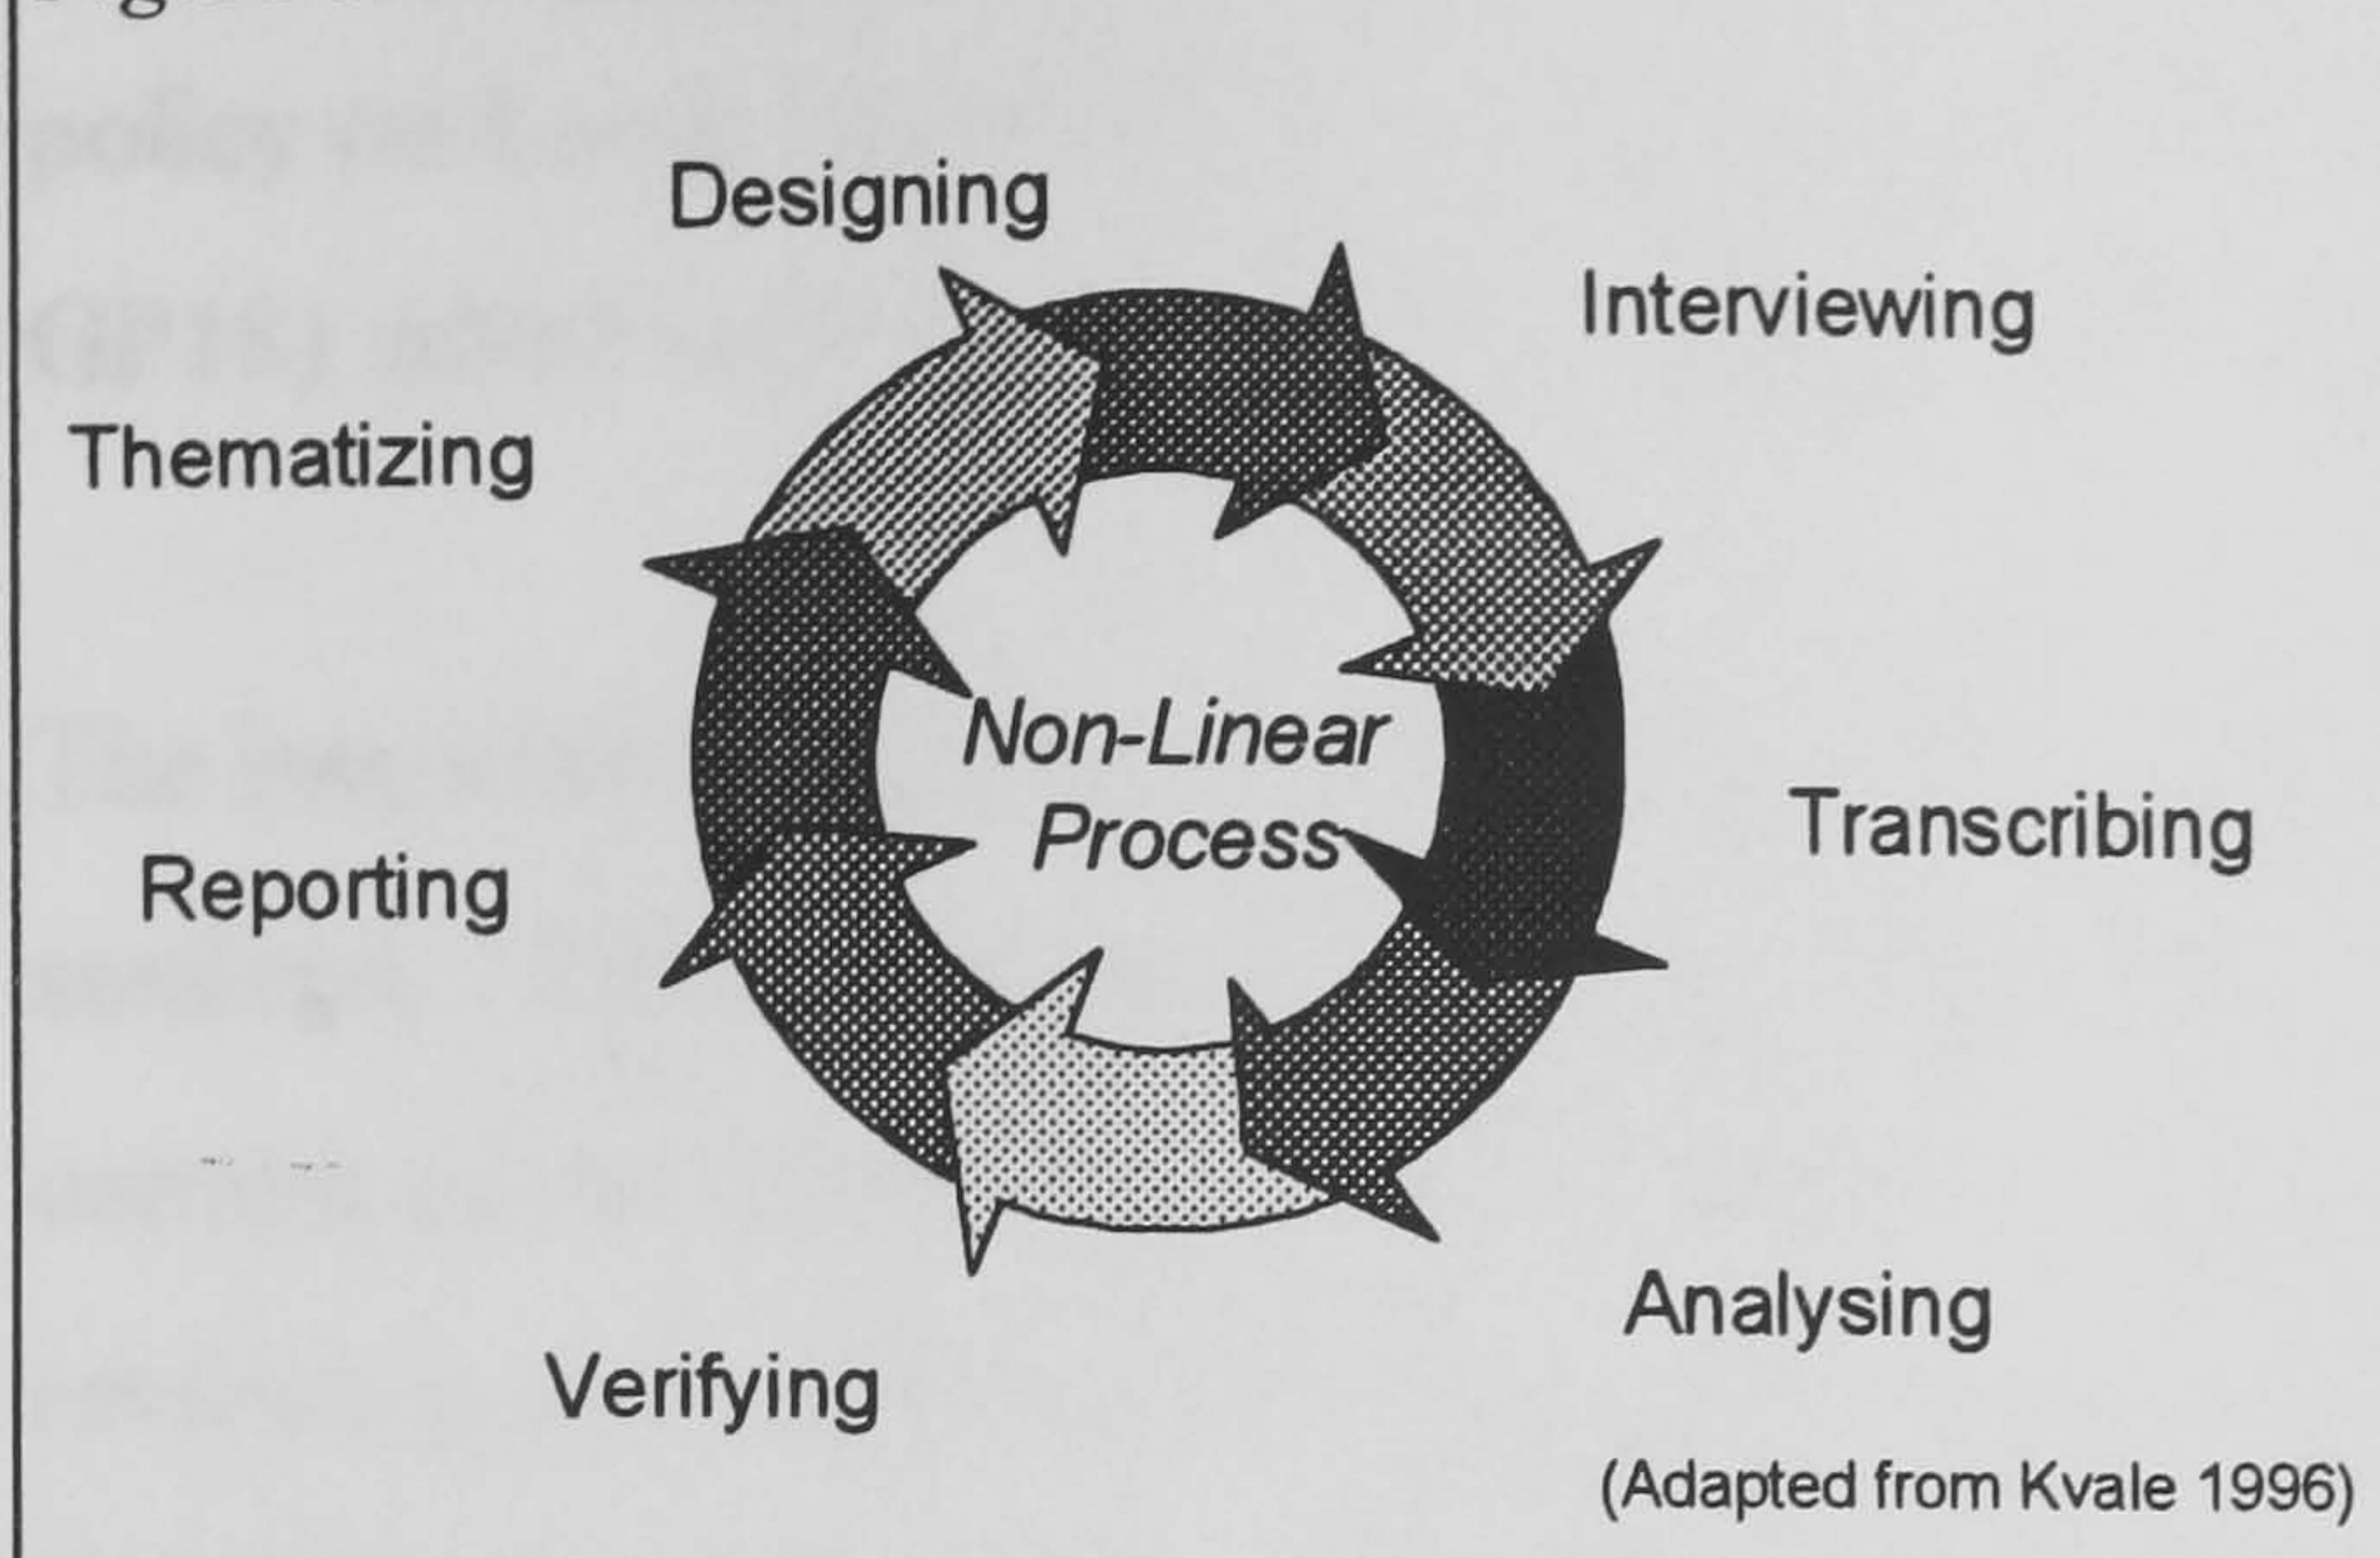 Designing
Interviewing
Thematizing
Non-Linear
Process
Transcribing
Reporting
Analysing
Verifying
(Adapted from Kvale 1996)